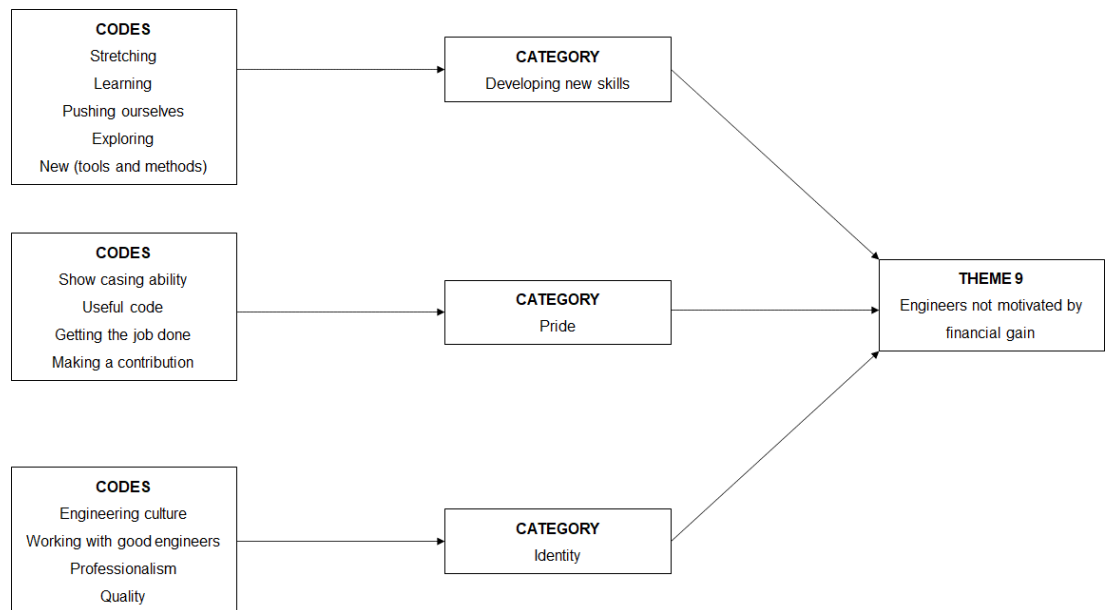 CODES
Stretching
Learning
Pushing ourselves
Exploring
New (tools and methods)
CATEGORY
Developing new skills
CODES
Show casing ability
Useful code
Getting the job done
Making a contribution
CATEGORY
Pride
THEME 9
Engineers not motivated by
financial gain
CODES
Engineering culture
Working with good engineers
Professionalism
Quality
CATEGORY
Identity